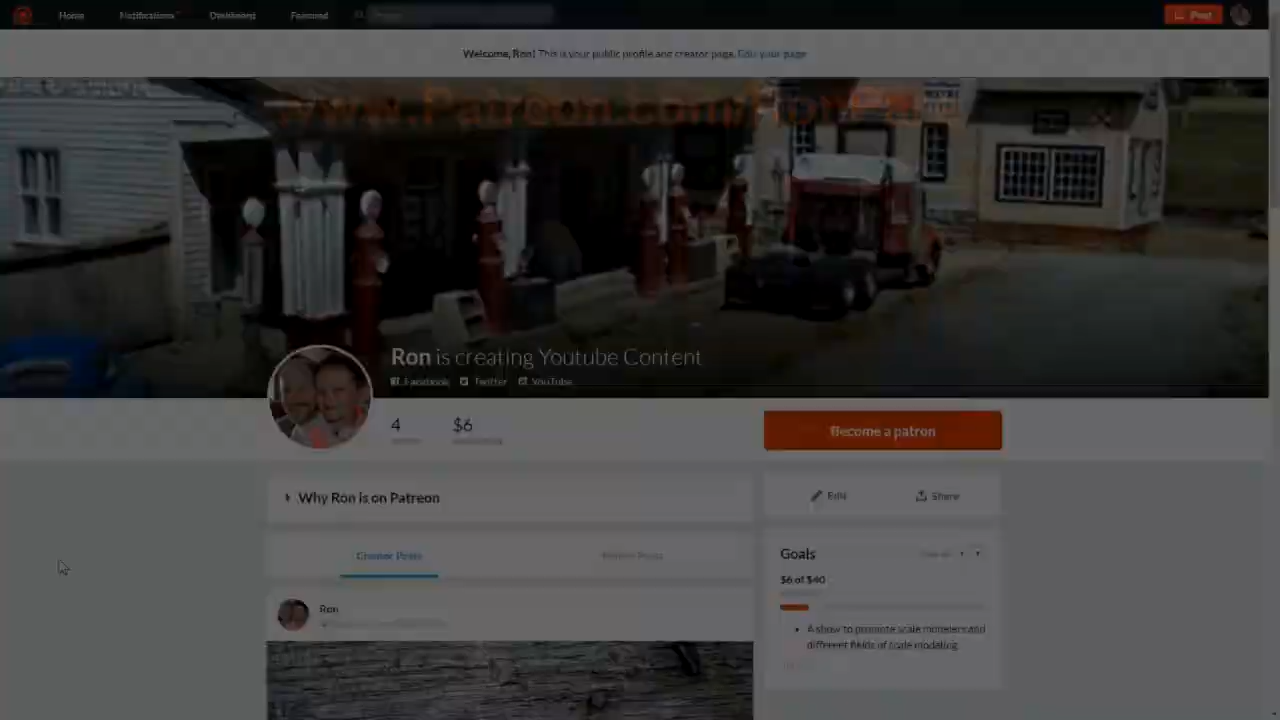 Home Notifications Dashboard Featured Search Post
Welcome, Ron! This is your public profile and creator page. Edit your page
Ron is creating Youtube Content
Facebook Twitter YouTube
4 $6
Become a patron
Why Ron is on Patreon
Edit Share
Creator Posts
Goals
$6 of $40
Ron
A show to promote scale modelers and
different fields of scale modeling.